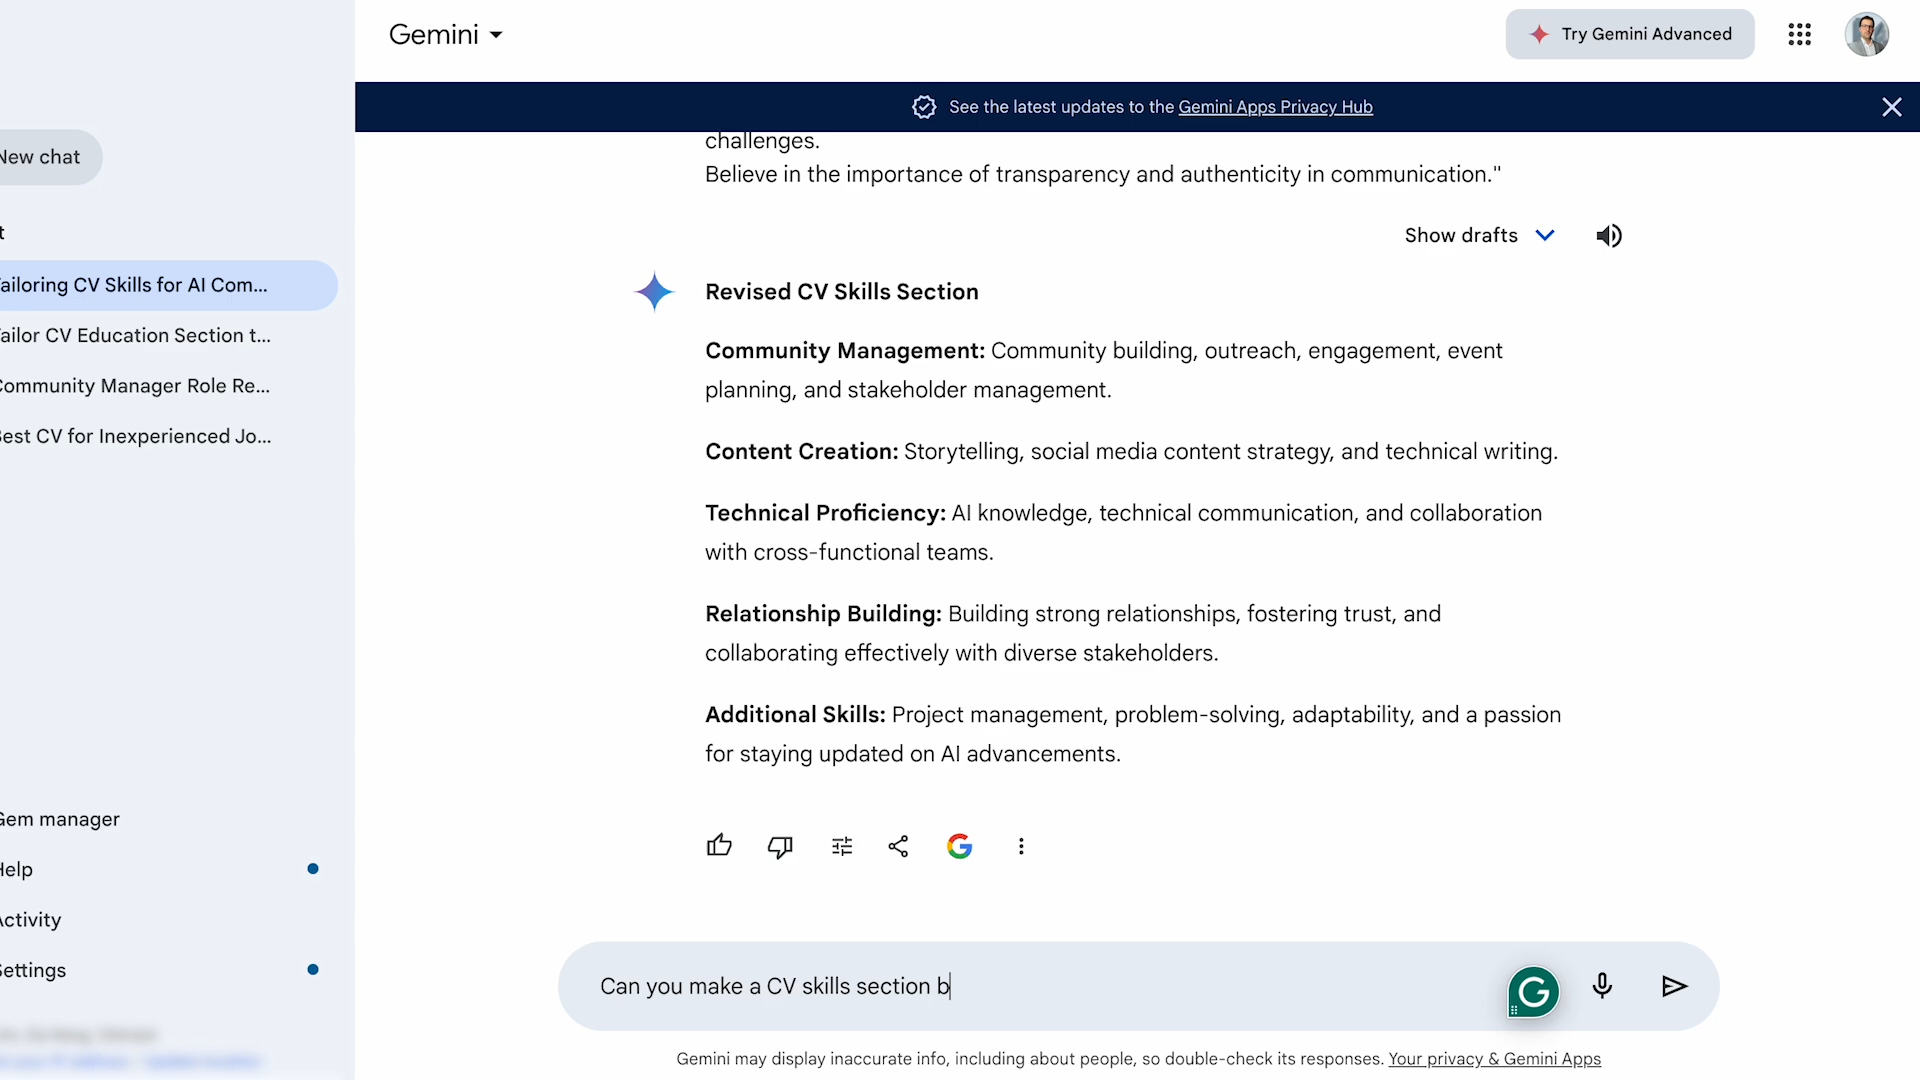 Gemini
Try Gemini Advanced
See the latest updates to the Gemini Apps Privacy Hub
New chat
t
ailoring CV Skills for AI Com...
ailor CV Education Section t...
Community Manager Role Re...
Best CV for Inexperienced Jo...
Gem manager
Help
Activity
Settings
challenges.
Believe in the importance of transparency and authenticity in communication."
Show drafts
Revised CV Skills Section
Community Management: Community building, outreach, engagement, event
planning, and stakeholder management.
Content Creation: Storytelling, social media content strategy, and technical writing.
Technical Proficiency: AI knowledge, technical communication, and collaboration
with cross-functional teams.
Relationship Building: Building strong relationships, fostering trust, and
collaborating effectively with diverse stakeholders.
Additional Skills: Project management, problem-solving, adaptability, and a passion
for staying updated on AI advancements.
Can you make a CV skills section b
Gemini may display inaccurate info, including about people, so double-check its responses. Your privacy & Gemini Apps